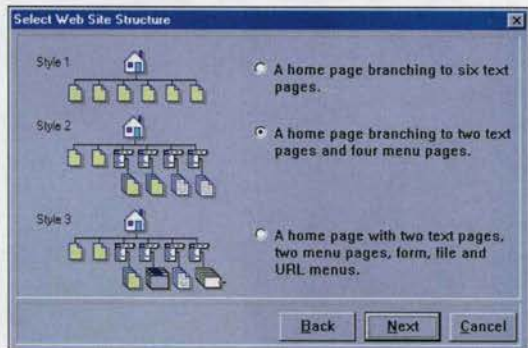 Select Web Site Structure
Style 1
A home page branching to six text
pages.
Style 2
A home page branching to two text
pages and four menu pages.
Style 3
A home page with two text pages,
two menu pages, form, file and
URL menus.
Back
Next
Cancel